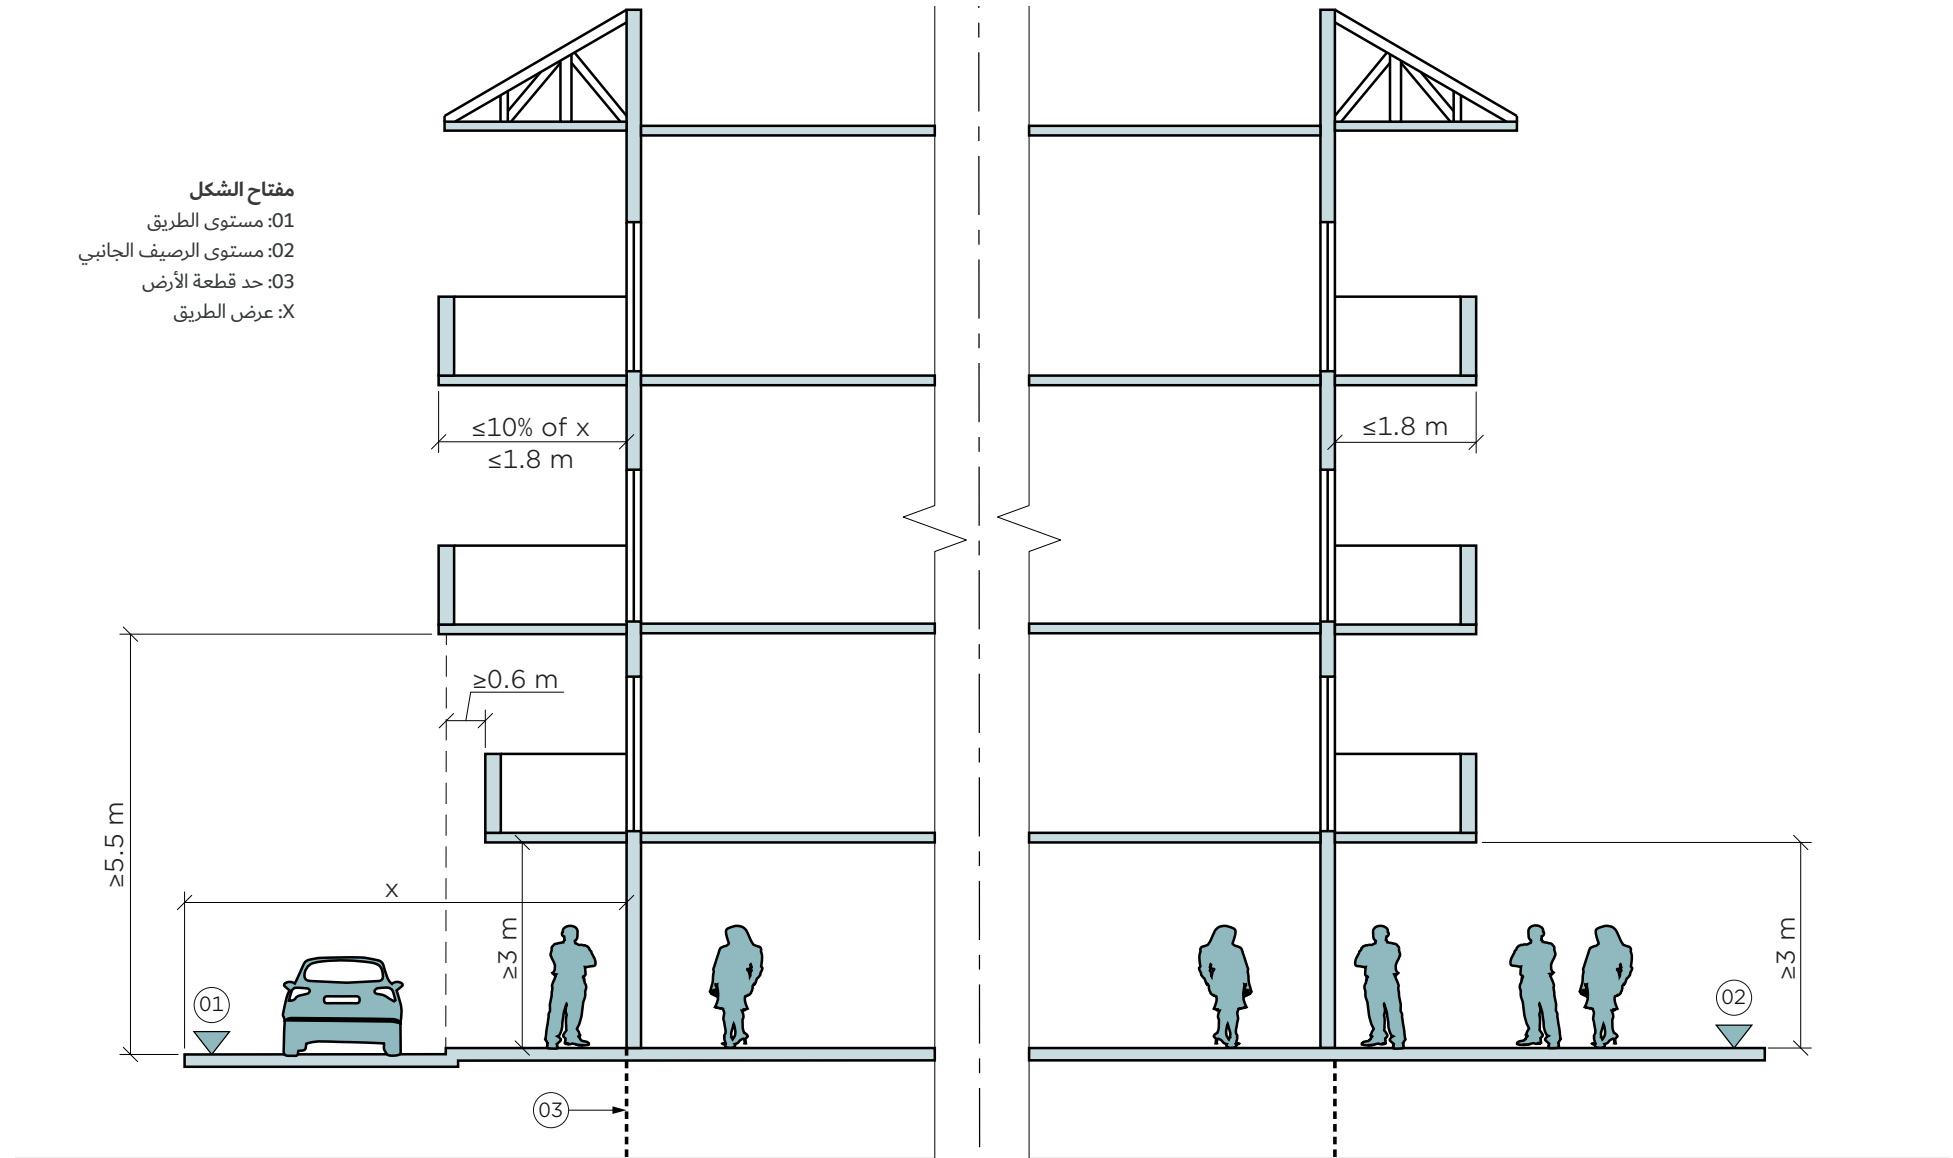 مفتاح الشكل
01: مستوى الطريق
02: مستوى الرصيف الجانبي
03: حد قطعة الأرض
X: عرض الطريق
≤10% of x
≤1.8 m
≤1.8 m
≥0.6 m
≥5.5 m
x
≥3 m
≥3 m
01
02
03